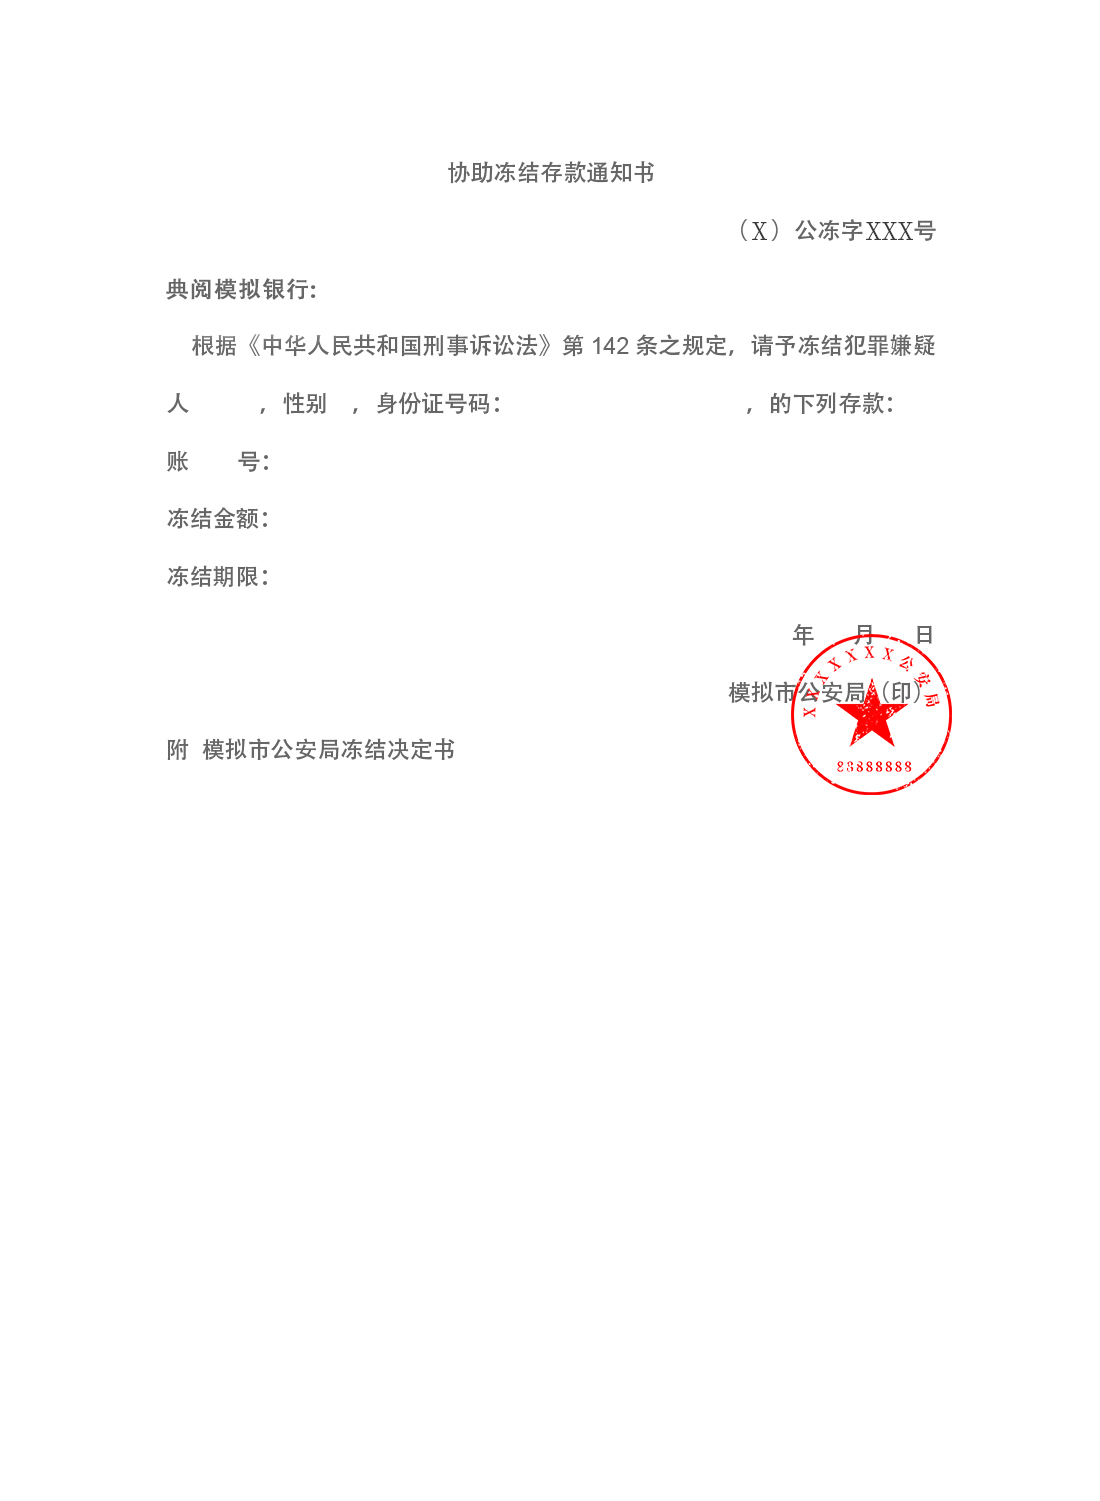 协助冻结存款通知书
（X）公冻字XXX号
典阅模拟银行:
根据《中华人民共和国刑事诉讼法》第 142 条之规定，请予冻结犯罪嫌疑
人　　　，性别　，身份证号码：　　　　　　　　　　，的下列存款：
账　　号：
冻结金额：
冻结期限：
年　月　日
模拟市公安局（印）
XXXXXXX公安局
23888888
附 模拟市公安局冻结决定书